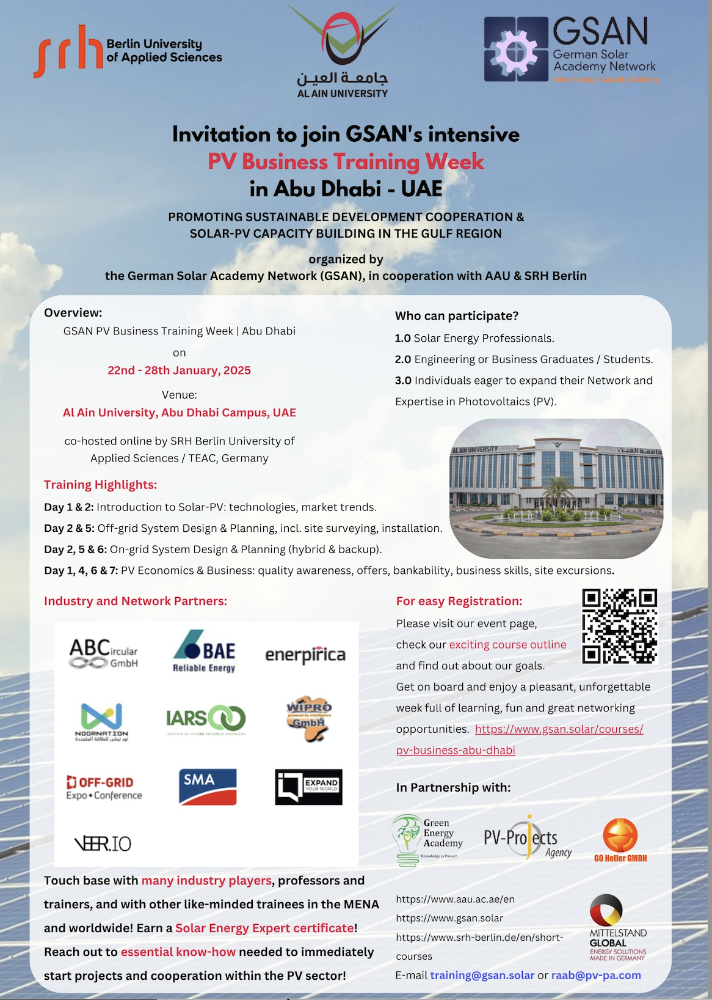 srh Berlin University
of Applied Sciences
جامعة العين
AL AIN UNIVERSITY
GSAN
German Solar
Academy Network
Solar Energy Capacity Building
Invitation to join GSAN's intensive
PV Business Training Week
in Abu Dhabi - UAE
PROMOTING SUSTAINABLE DEVELOPMENT COOPERATION &
SOLAR-PV CAPACITY BUILDING IN THE GULF REGION
organized by
the German Solar Academy Network (GSAN), in cooperation with AAU & SRH Berlin
Overview:
GSAN PV Business Training Week | Abu Dhabi
on
22nd - 28th January, 2025
Venue:
Al Ain University, Abu Dhabi Campus, UAE
co-hosted online by SRH Berlin University of
Applied Sciences / TEAC, Germany
Who can participate?
1.0 Solar Energy Professionals.
2.0 Engineering or Business Graduates / Students.
3.0 Individuals eager to expand their Network and
Expertise in Photovoltaics (PV).
AL AIN UNIVERSITY
جامعة العين
Training Highlights:
Day 1 & 2: Introduction to Solar-PV: technologies, market trends.
Day 2 & 5: Off-grid System Design & Planning, incl. site surveying, installation.
Day 2, 5 & 6: On-grid System Design & Planning (hybrid & backup).
Day 1, 4, 6 & 7: PV Economics & Business: quality awareness, offers, bankability, business skills, site excursions.
Industry and Network Partners:
ABCircular
GmbH
BAE
Reliable Energy
enerpirica
NOORNATION
نور نيشن للطاقة المتجددة
IARS
INSTITUTE OF APPLIED RESOURCE STRATEGIES
WIPRO
powered by intelligence
GmbH
OFF-GRID
Expo + Conference
SMA
EXPAND
YOUR WORLD
VEER.IO
For easy Registration:
Please visit our event page,
check our exciting course outline
and find out about our goals.
Get on board and enjoy a pleasant, unforgettable
week full of learning, fun and great networking
opportunities. https://www.gsan.solar/courses/
pv-business-abu-dhabi
In Partnership with:
Green
Energy
Academy
Knowledge is Power!
PV-Projects
Agency
GO Heller GMBH
Touch base with many industry players, professors and
trainers, and with other like-minded trainees in the MENA
and worldwide! Earn a Solar Energy Expert certificate!
Reach out to essential know-how needed to immediately
start projects and cooperation within the PV sector!
https://www.aau.ac.ae/en
https://www.gsan.solar
https://www.srh-berlin.de/en/short-
courses
E-mail training@gsan.solar or raab@pv-pa.com
MITTELSTAND
GLOBAL
ENERGY SOLUTIONS
MADE IN GERMANY